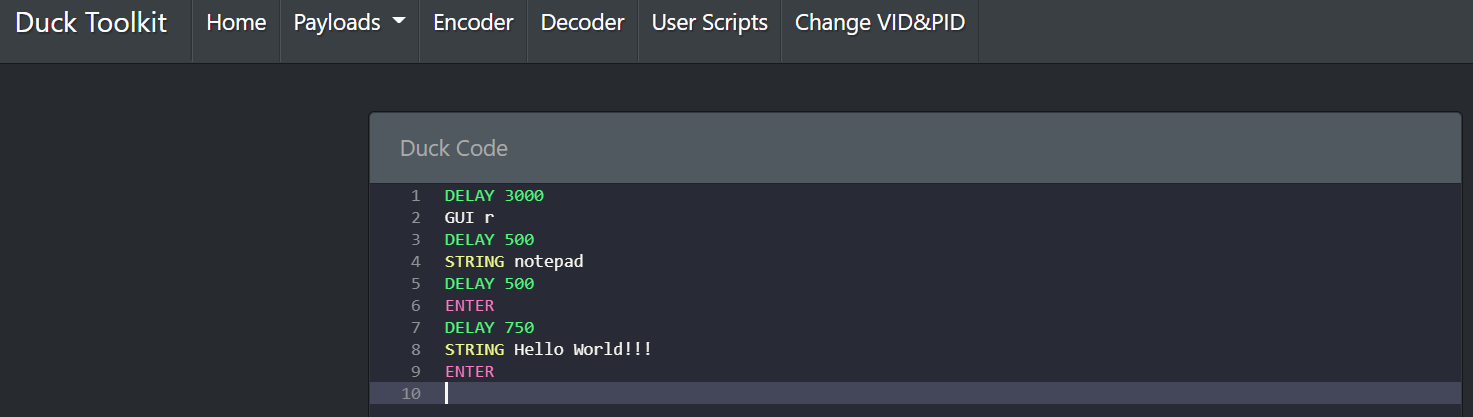 Duck Toolkit Home Payloads Encoder Decoder User Scripts Change VID&PID
Duck Code
1 DELAY 3000
2 GUI r
3 DELAY 500
4 STRING notepad
5 DELAY 500
6 ENTER
7 DELAY 750
8 STRING Hello World!!!
9 ENTER
10